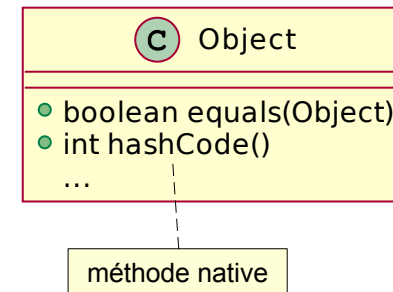 C Object
boolean equals(Object)
int hashCode()
...
méthode native